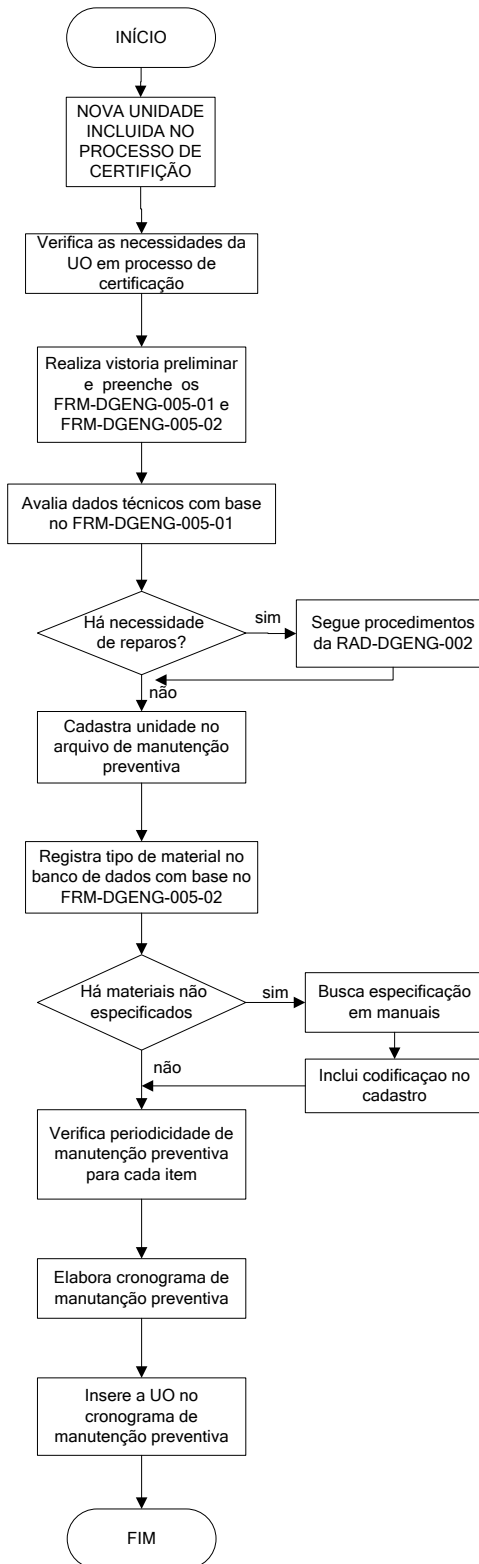 INÍCIO
NOVA UNIDADE
INCLUIDA NO
PROCESSO DE
CERTIFIÇÃO
Verifica as necessidades da
UO em processo de
certificação
Realiza vistoria preliminar
e preenche os
FRM-DGENG-005-01 e
FRM-DGENG-005-02
Avalia dados técnicos com base
no FRM-DGENG-005-01
Há necessidade
de reparos?
sim
Segue procedimentos
da RAD-DGENG-002
não
Cadastra unidade no
arquivo de manutenção
preventiva
Registra tipo de material no
banco de dados com base no
FRM-DGENG-005-02
Há materiais não
especificados
sim
Busca especificação
em manuais
Inclui codificaçao no
cadastro
não
Verifica periodicidade de
manutenção preventiva
para cada item
Elabora cronograma de
manutanção preventiva
Insere a UO no
cronograma de
manutenção preventiva
FIM